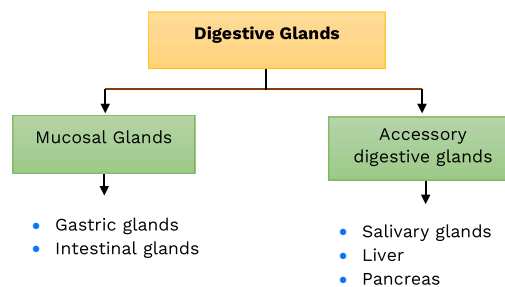 Digestive Glands
Mucosal Glands
Accessory
digestive glands
Gastric glands
Intestinal glands
Salivary glands
Liver
Pancreas